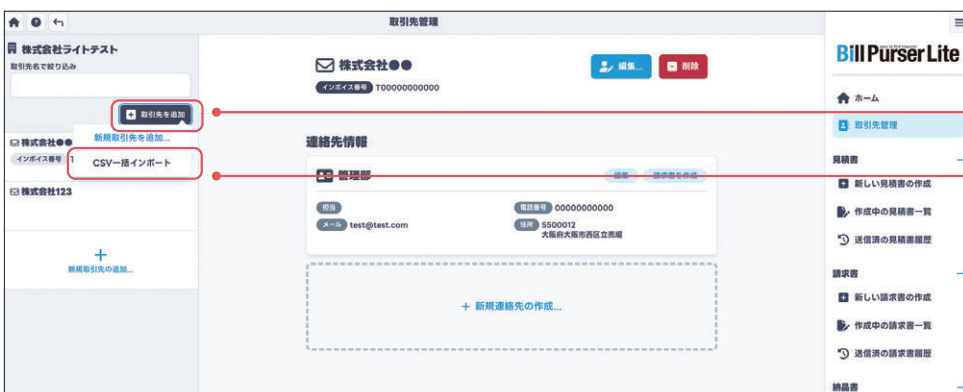 取引先管理
株式会社ライトテスト
取引先名で絞り込み
取引先を追加
新規取引先を追加...
CSV一括インポート
株式会社●●
インボイス番号 T
株式会社123
新規取引先の追加...
株式会社●●
インボイス番号 T00000000000
編集...
削除
連絡先情報
管理部
編集
請求書を作成
担当
メール test@test.com
電話番号 00000000000
住所 5500012
大阪府大阪市西区立売堀
新規連絡先の作成...
Bill Purser Lite
ホーム
取引先管理
見積書
新しい見積書の作成
作成中の見積書一覧
送信済の見積書履歴
請求書
新しい請求書の作成
作成中の請求書一覧
送信済の請求書履歴
納品書